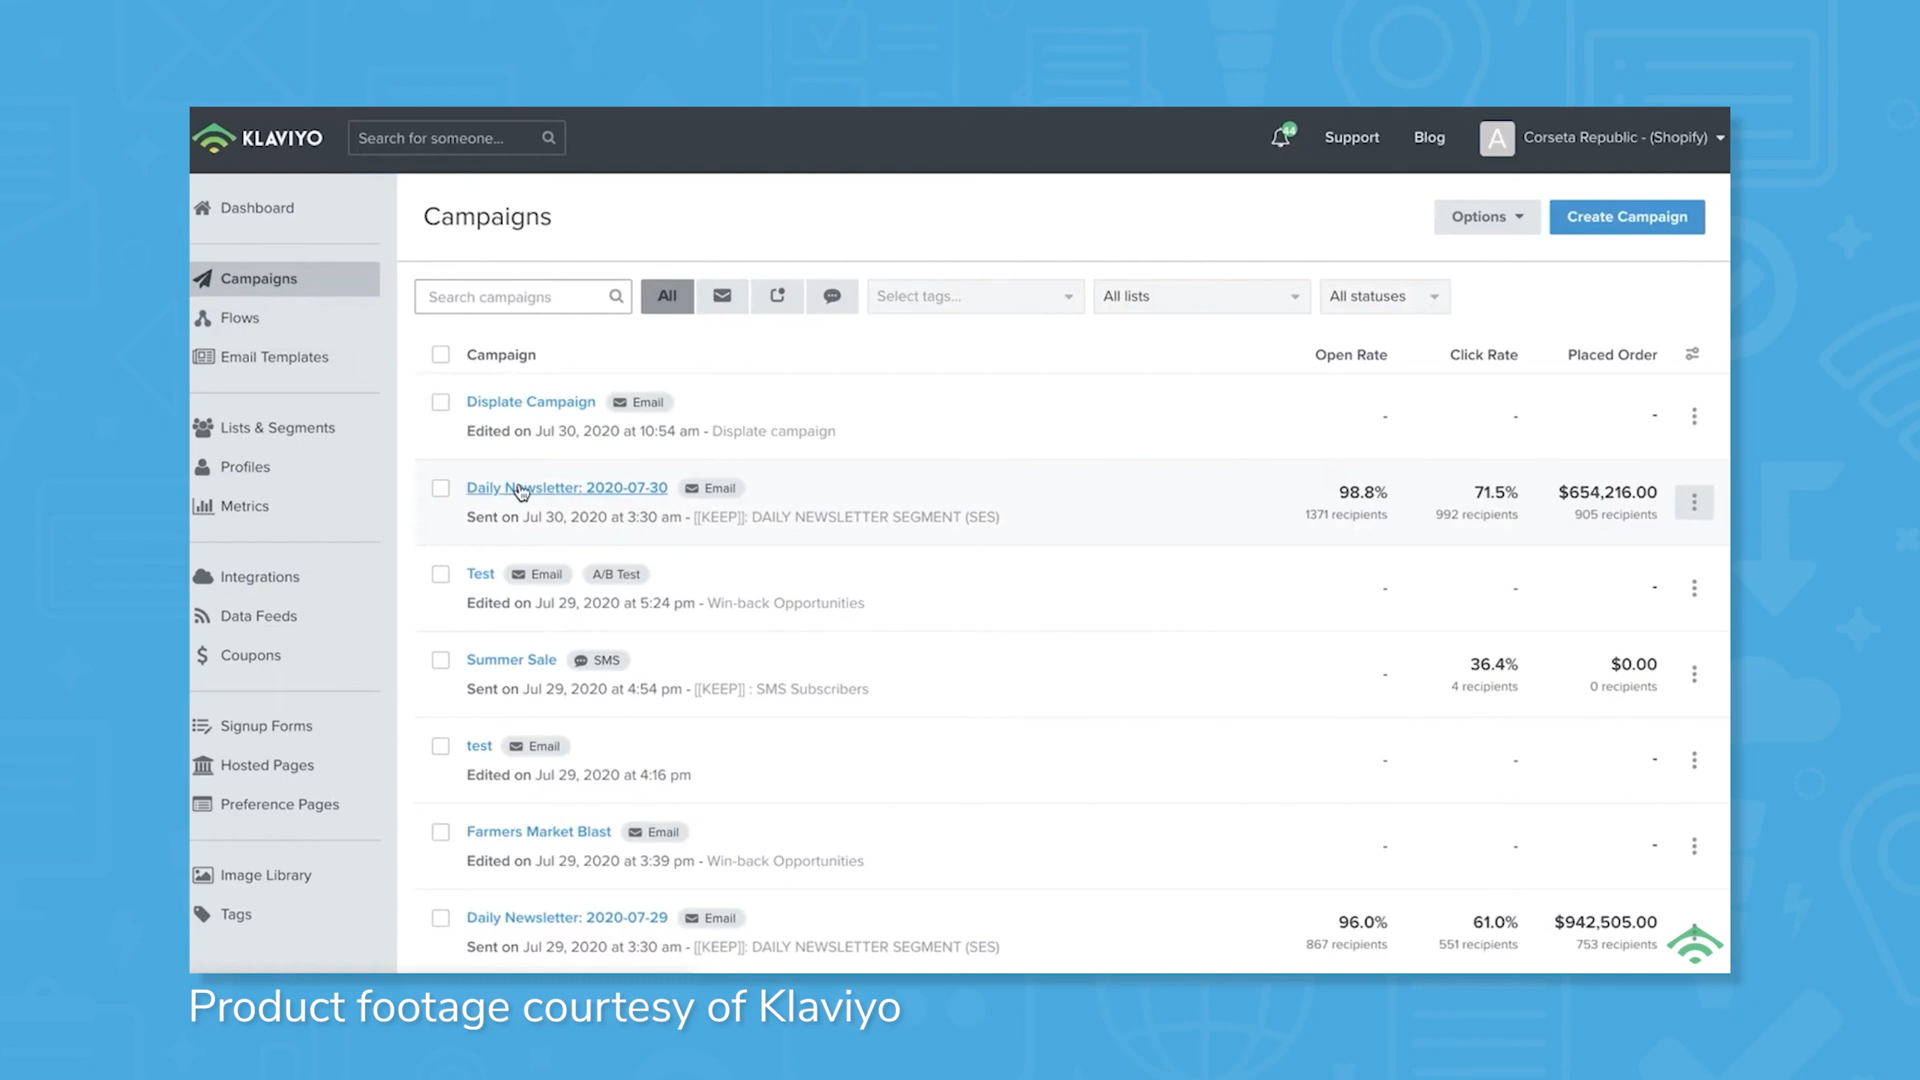 KLAVIYO
Search for someone...
44
Support
Blog
A
Corseta Republic - (Shopify)
Dashboard
Campaigns
Flows
Email Templates
Lists & Segments
Profiles
Metrics
Integrations
Data Feeds
Coupons
Signup Forms
Hosted Pages
Preference Pages
Image Library
Tags
Campaigns
Options
Create Campaign
Search campaigns
All
Select tags...
All lists
All statuses
Campaign Open Rate Click Rate Placed Order
Displate Campaign Email
Edited on Jul 30, 2020 at 10:54 am - Displate campaign
- - -
Daily Newsletter: 2020-07-30 Email
98.8% 71.5% $654,216.00
Sent on Jul 30, 2020 at 3:30 am - [[KEEP]]: DAILY NEWSLETTER SEGMENT (SES)
1371 recipients 992 recipients 905 recipients
Test Email A/B Test
Edited on Jul 29, 2020 at 5:24 pm - Win-back Opportunities
- - -
Summer Sale SMS
- 36.4% $0.00
Sent on Jul 29, 2020 at 4:54 pm - [[KEEP]] : SMS Subscribers
4 recipients 0 recipients
test Email
Edited on Jul 29, 2020 at 4:16 pm
- - -
Farmers Market Blast Email
Edited on Jul 29, 2020 at 3:39 pm - Win-back Opportunities
- - -
Daily Newsletter: 2020-07-29 Email
96.0% 61.0% $942,505.00
Sent on Jul 29, 2020 at 3:30 am - [[KEEP]]: DAILY NEWSLETTER SEGMENT (SES)
867 recipients 551 recipients 753 recipients
Product footage courtesy of Klaviyo